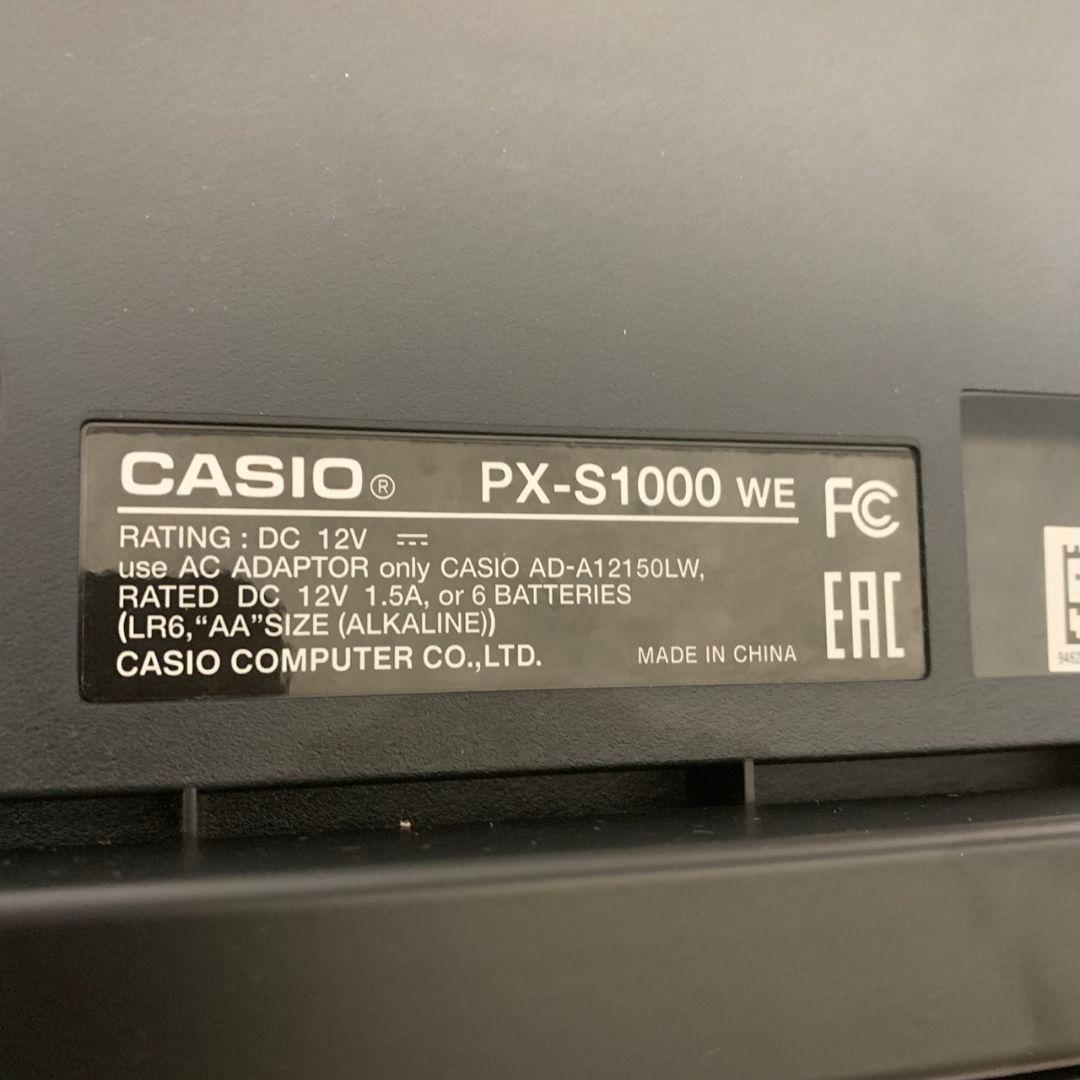 CASIO® PX-S1000 WE FC
RATING : DC 12V ⎓
use AC ADAPTOR only CASIO AD-A12150LW,
RATED DC 12V 1.5A, or 6 BATTERIES
(LR6,“AA”SIZE (ALKALINE))
CASIO COMPUTER CO.,LTD. MADE IN CHINA
EAC